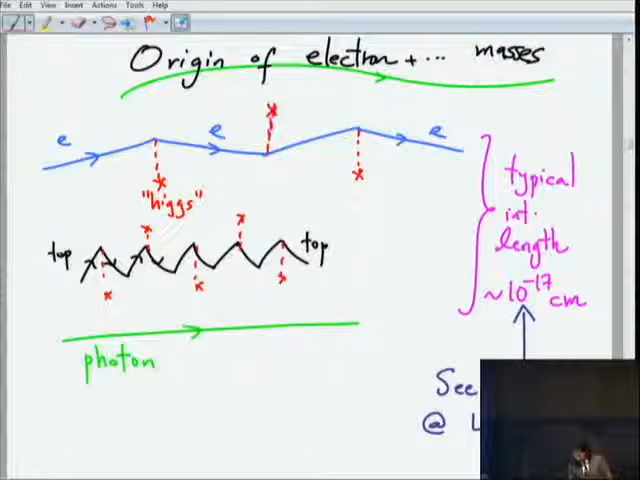 File Edit View Insert Actions Tools Help
Origin of electron + ... masses
e e e
"higgs"
top top
photon
typical
int.
length
~10⁻¹⁷ cm
See
@ L